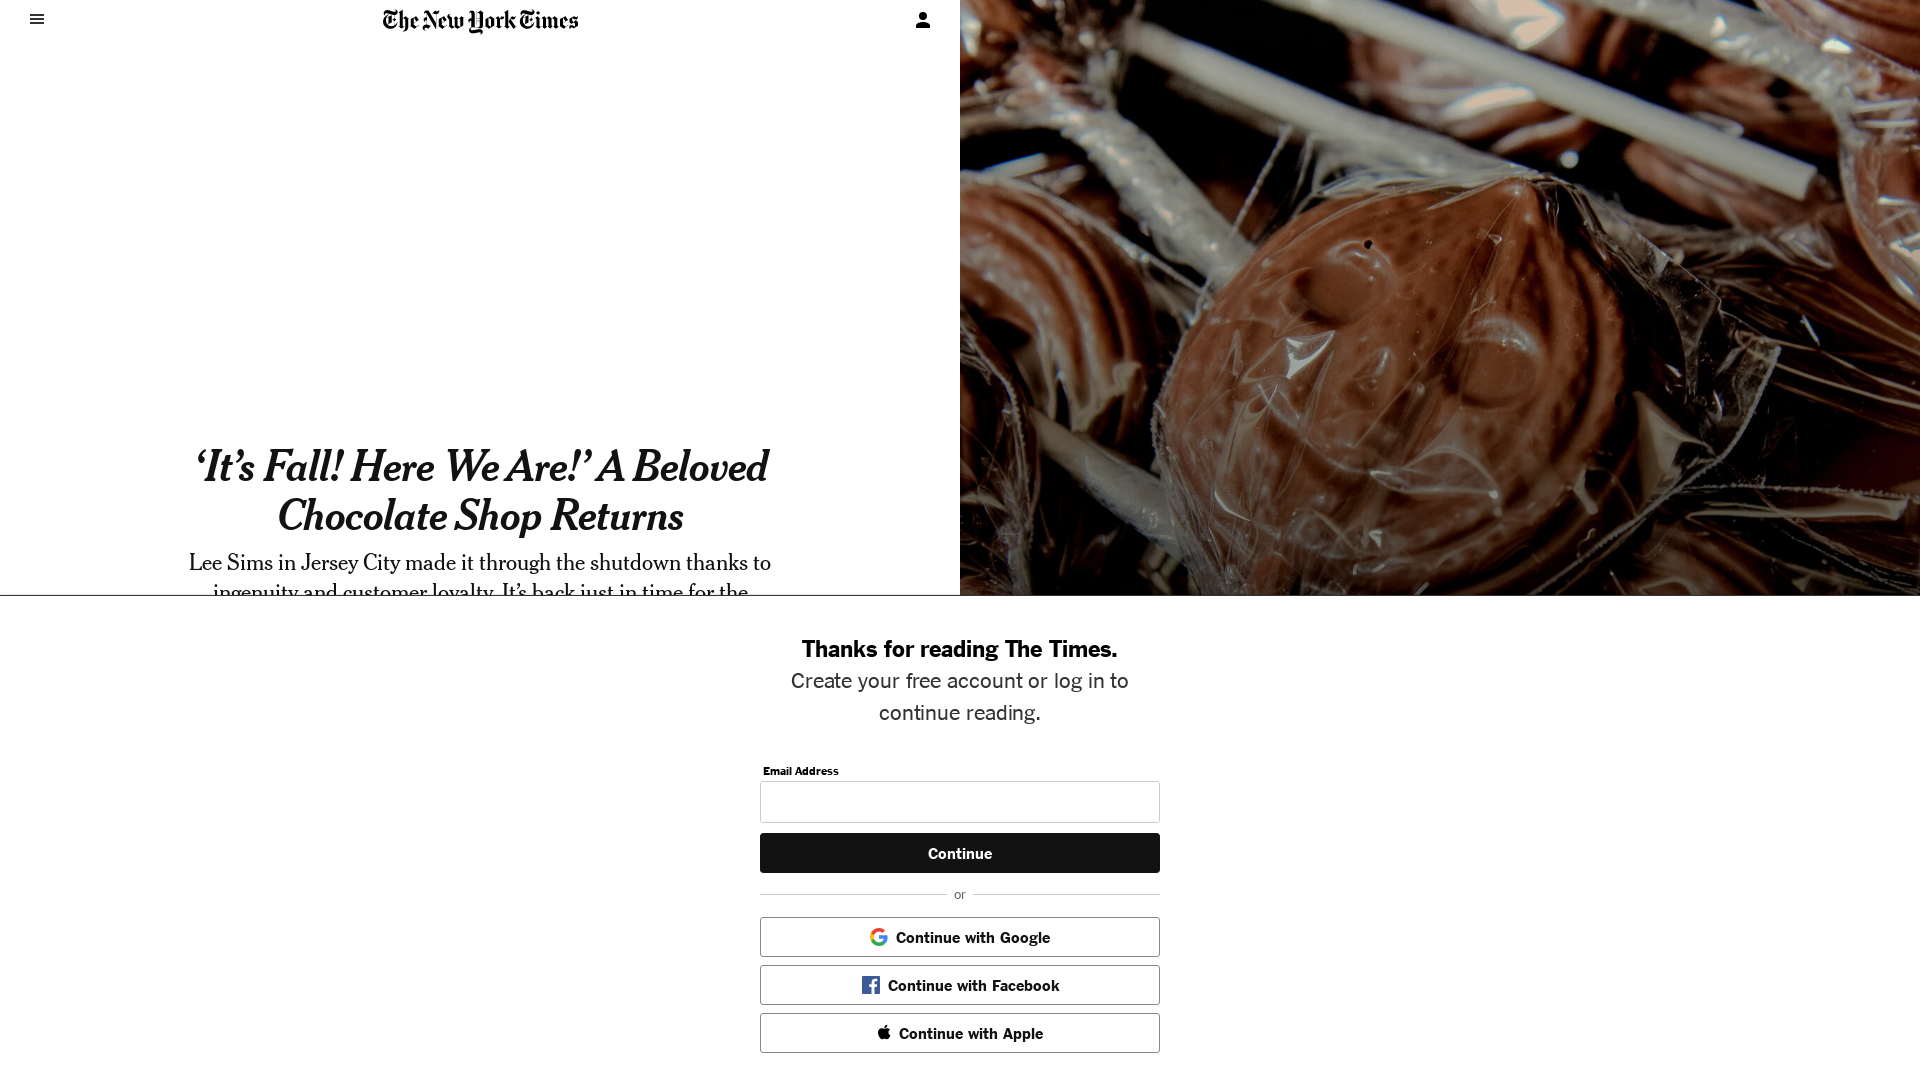 The New York Times
‘It’s Fall! Here We Are!’ A Beloved
Chocolate Shop Returns
Lee Sims in Jersey City made it through the shutdown thanks to
ingenuity and customer loyalty. It’s back just in time for the
Thanks for reading The Times.
Create your free account or log in to
continue reading.
Email Address
Continue
or
Continue with Google
Continue with Facebook
Continue with Apple